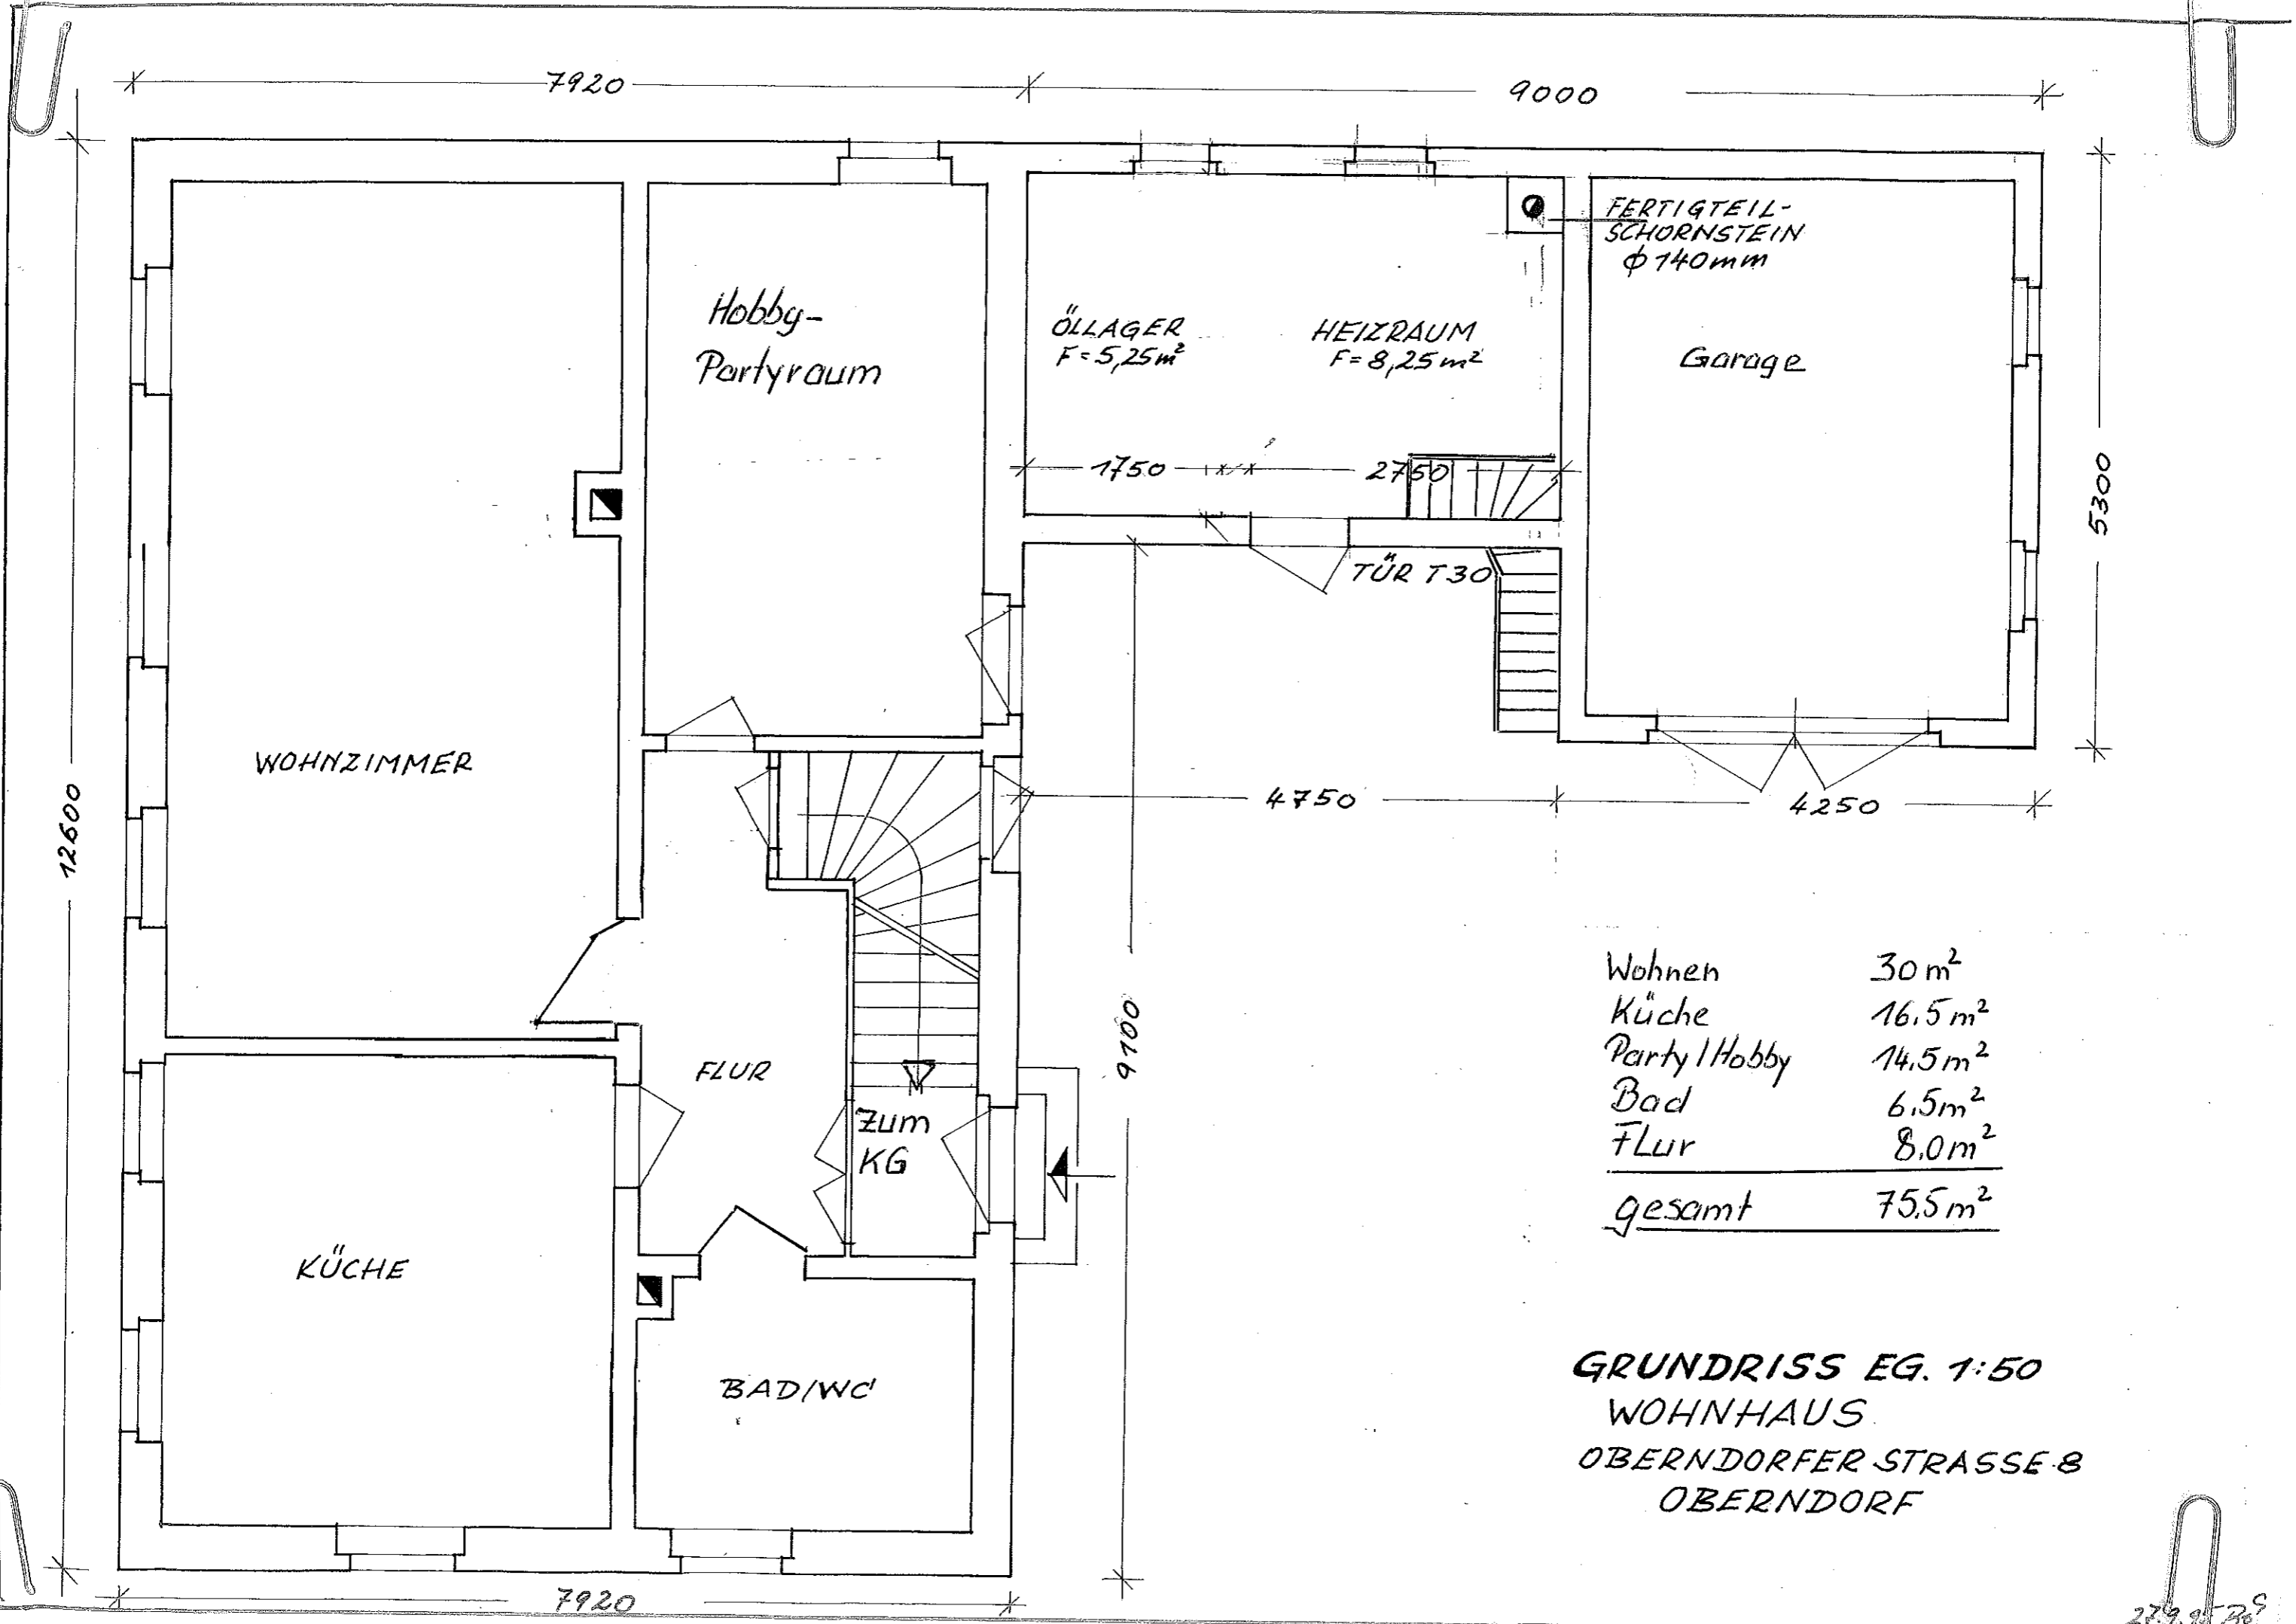 7920
9000
FERTIGTEIL-
SCHORNSTEIN
ϕ 140mm
Hobby-
Partyraum
ÖLLAGER
F=5,25m²
HEIZRAUM
F=8,25m²
Garage
1750
2750
5300
TÜR T30
WOHNZIMMER
12600
4750
4250
Wohnen 30m²
Küche 16.5m²
Party/Hobby 14.5m²
Bad 6.5m²
FLur 8.0m²
gesamt 75.5m²
9100
FLUR
Zum
KG
KÜCHE
BAD/WC
GRUNDRISS EG. 1:50
WOHNHAUS
OBERNDORFER STRASSE 8
OBERNDORF
7920